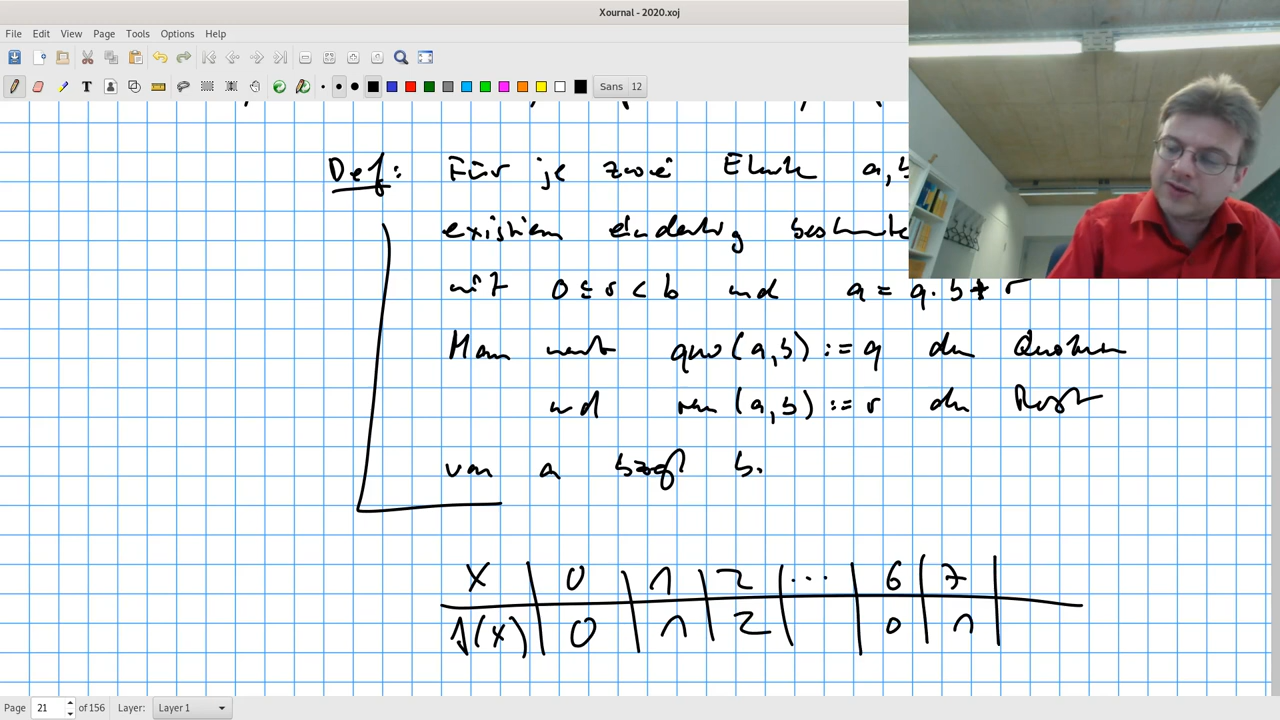 Xournal - 2020.xoj
File Edit View Page Tools Options Help
Sans 12
Def: Für je zwei Elemente a,b
existieren eindeutig bestimmte
mit 0 ≤ r < b und a = q · b + r
Man nennt quo(a,b) := q den Quotienten
und rem(a,b) := r den Rest
von a bzgl b.
x 0 1 2 ... 6 7
f(x) 0 1 2 0 1
Page 21 of 156 Layer: Layer 1